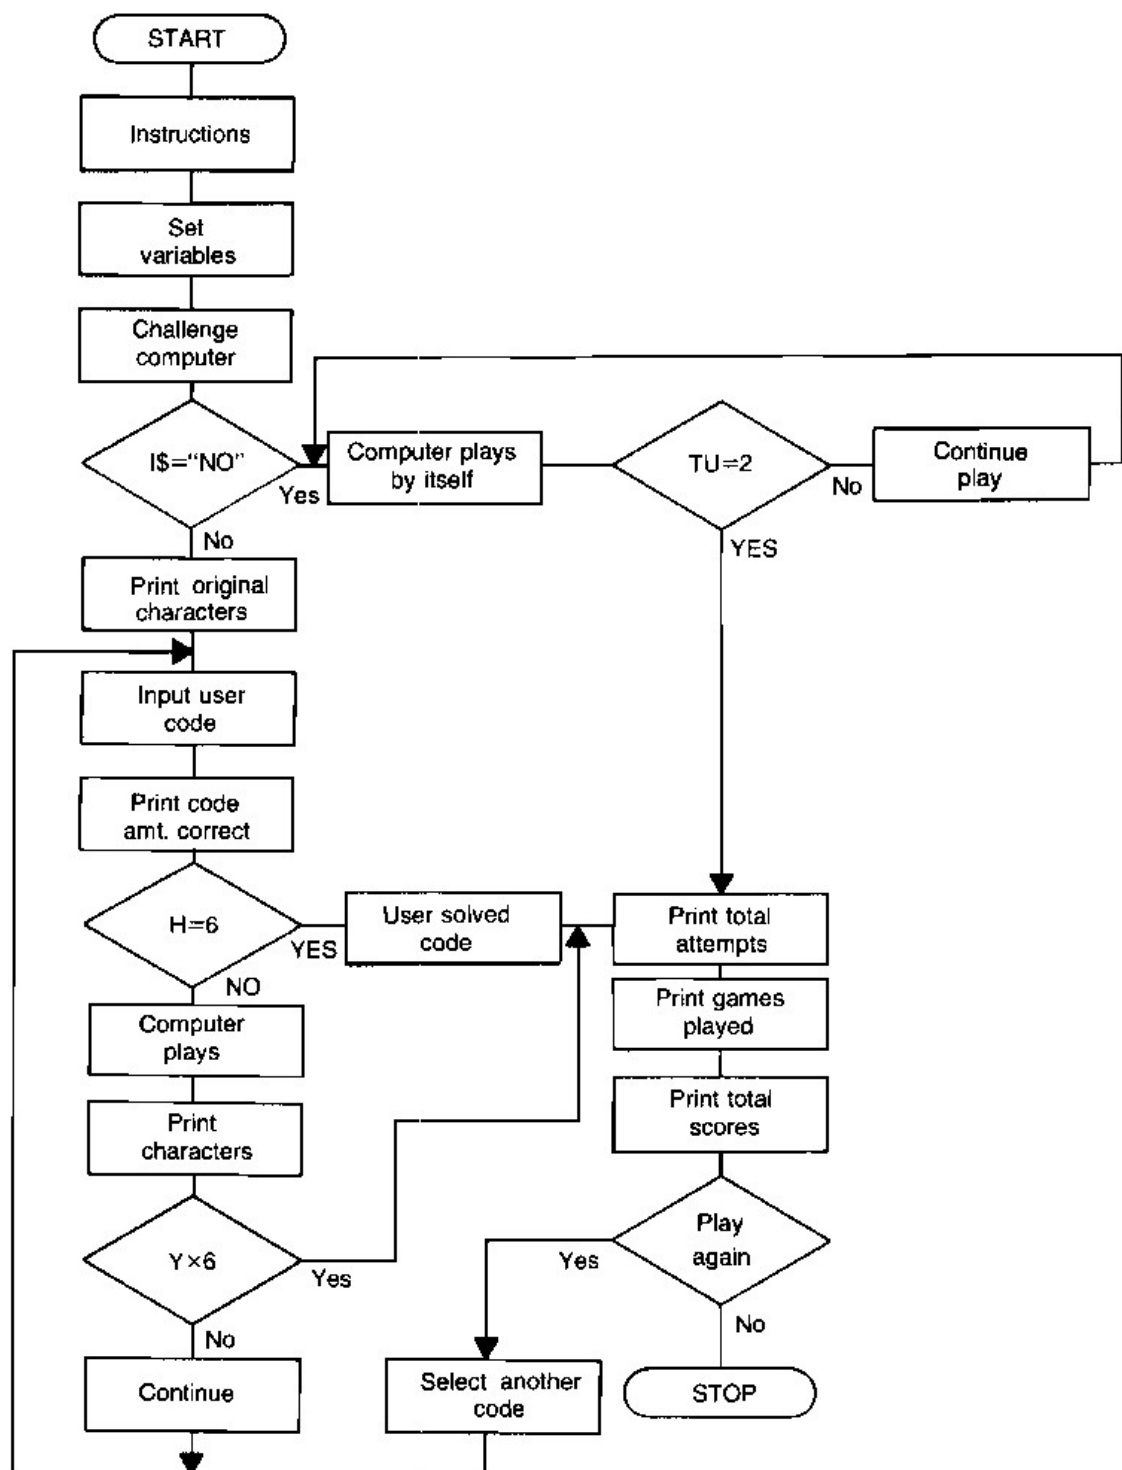 START
Instructions
Set
variables
Challenge
computer
I$="NO"
Yes
Computer plays
by itself
TU=2
No
Continue
play
No
YES
Print original
characters
Input user
code
Print code
amt. correct
H=6
YES
User solved
code
Print total
attempts
NO
Print games
played
Computer
plays
Print total
scores
Print
characters
Y×6
Yes
Play
again
Yes
No
No
Continue
Select another
code
STOP